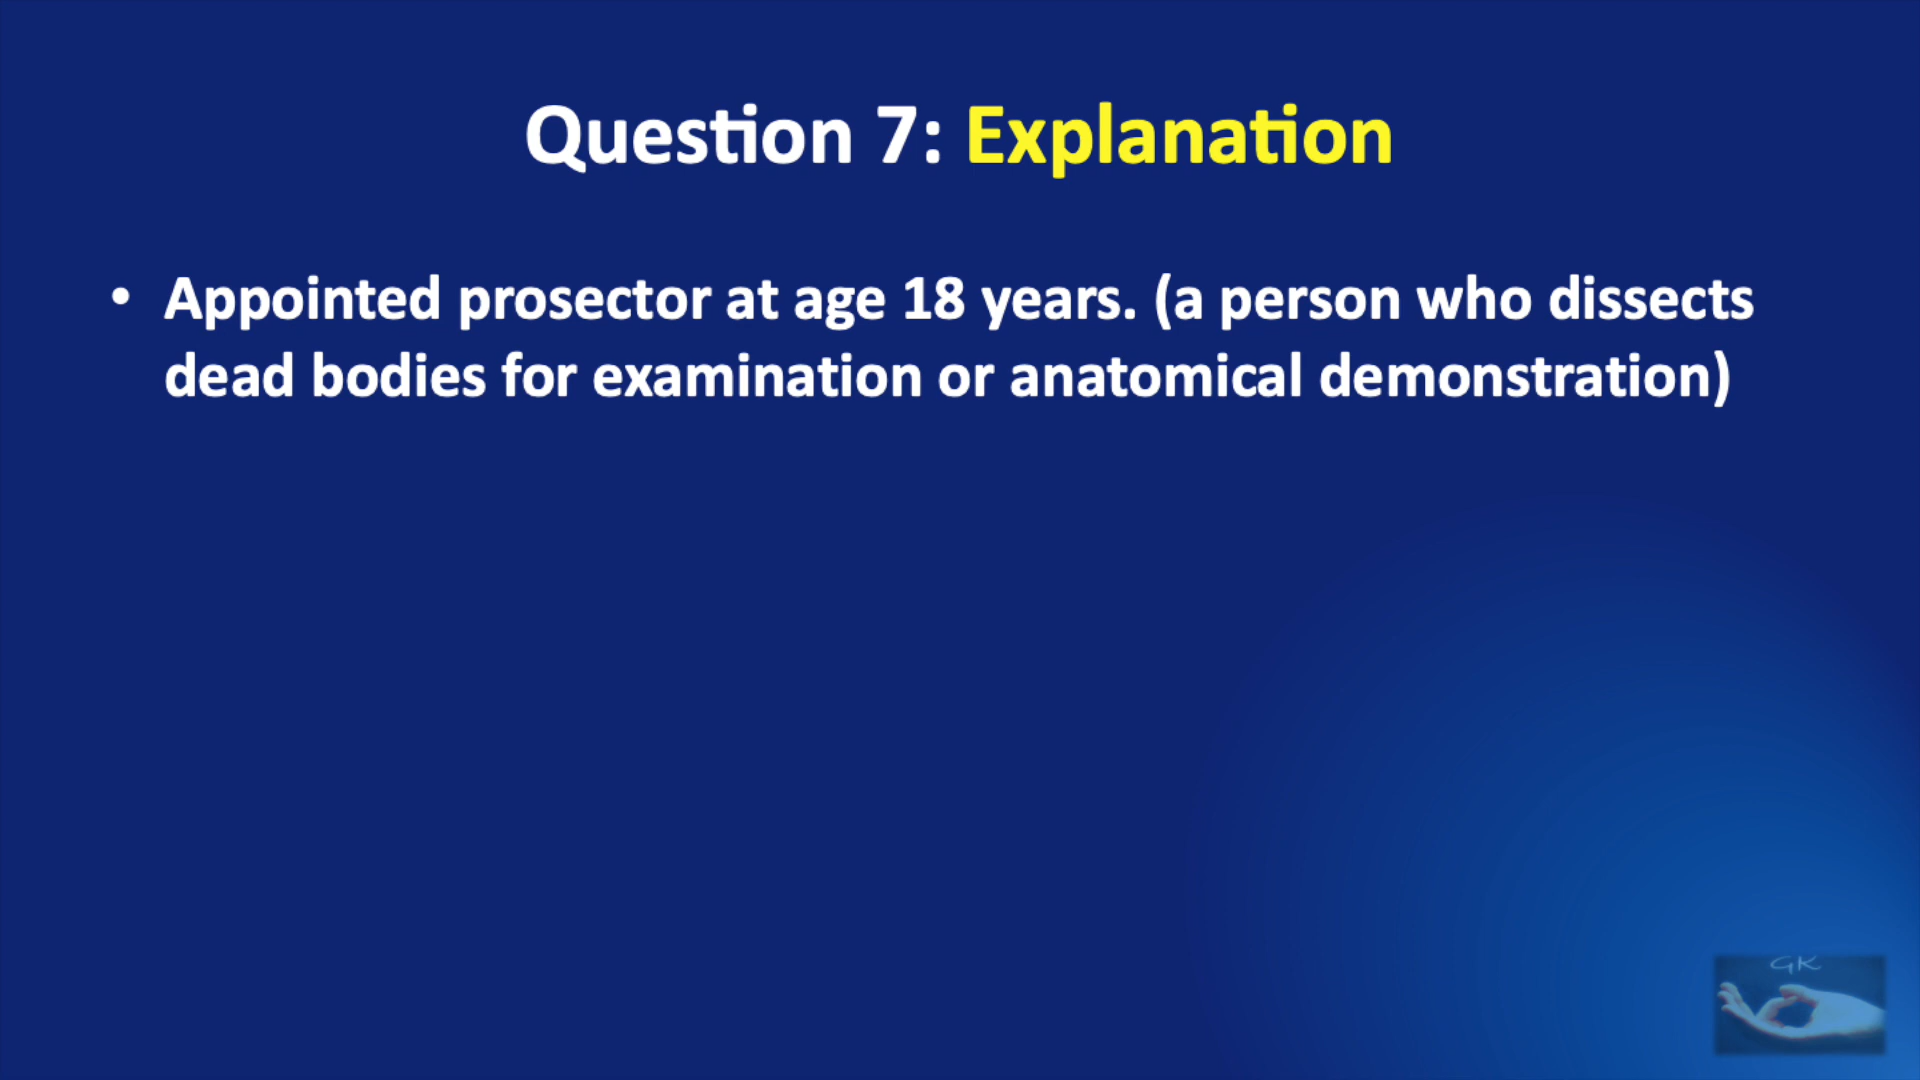 Question 7: Explanation
• Appointed prosector at age 18 years. (a person who dissects
dead bodies for examination or anatomical demonstration)
GK